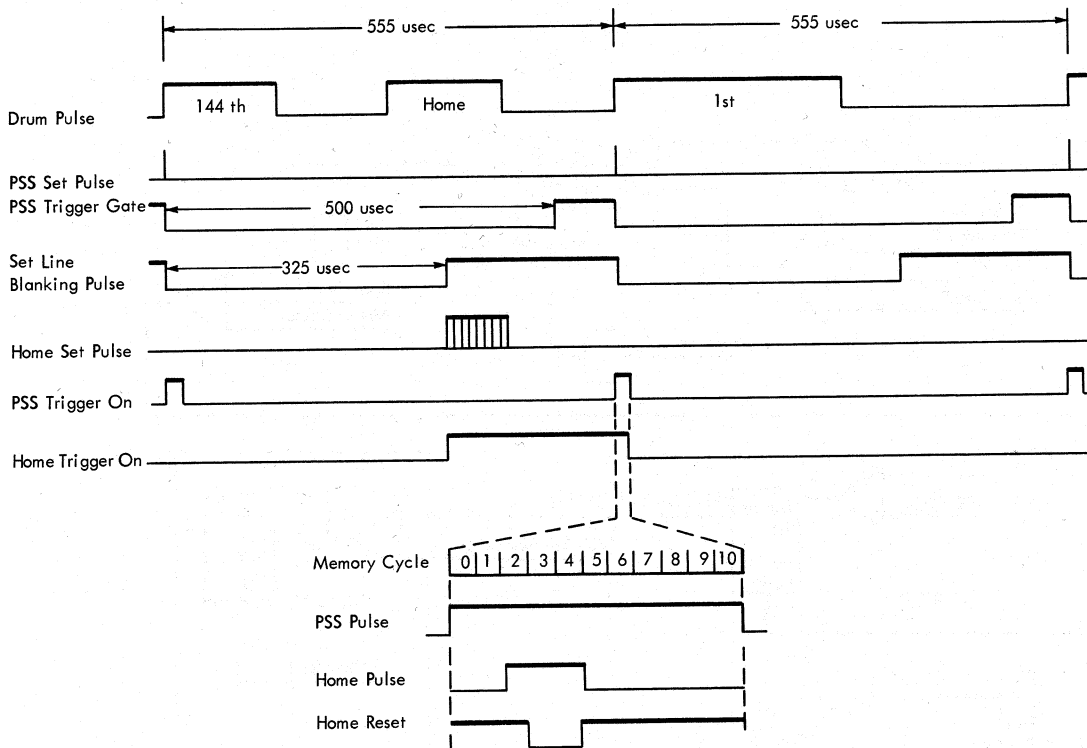 555 usec
555 usec
144 th
Home
1st
Drum Pulse
PSS Set Pulse
PSS Trigger Gate
500 usec
Set Line
Blanking Pulse
325 usec
Home Set Pulse
PSS Trigger On
Home Trigger On
Memory Cycle
0 1 2 3 4 5 6 7 8 9 10
PSS Pulse
Home Pulse
Home Reset